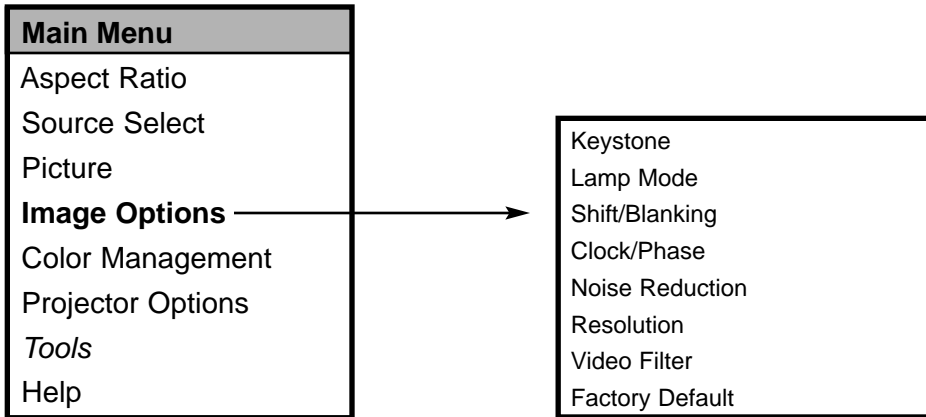 Main Menu
Aspect Ratio
Source Select
Picture
Image Options
Color Management
Projector Options
Tools
Help
Keystone
Lamp Mode
Shift/Blanking
Clock/Phase
Noise Reduction
Resolution
Video Filter
Factory Default